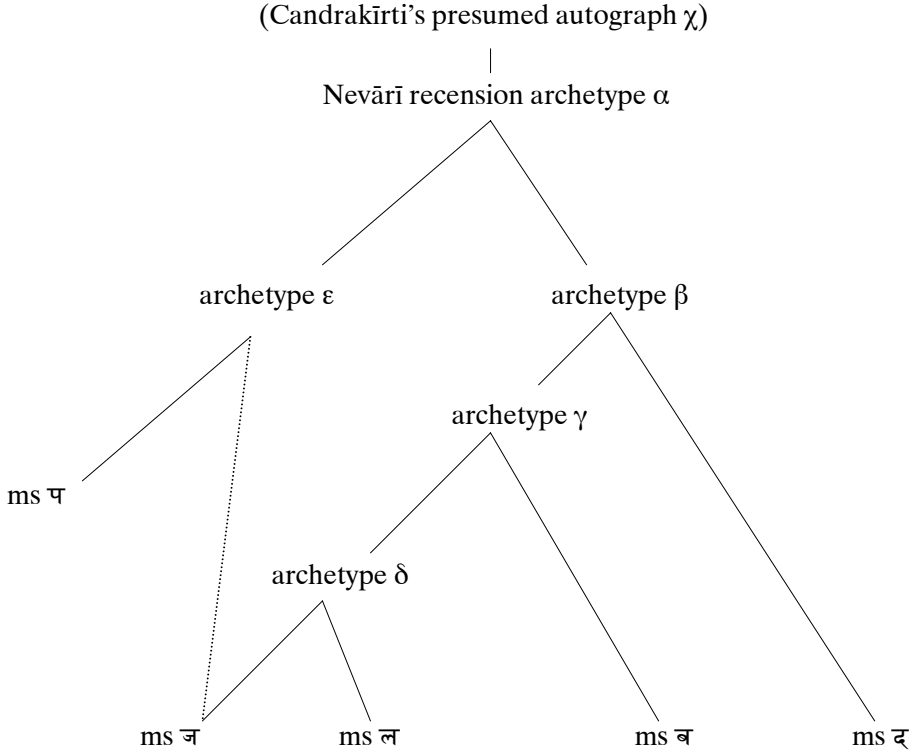 (Candrakīrti’s presumed autograph χ)
Nevārī recension archetype α
archetype ε
archetype β
archetype γ
ms प
archetype δ
ms ज
ms ल
ms ब
ms द